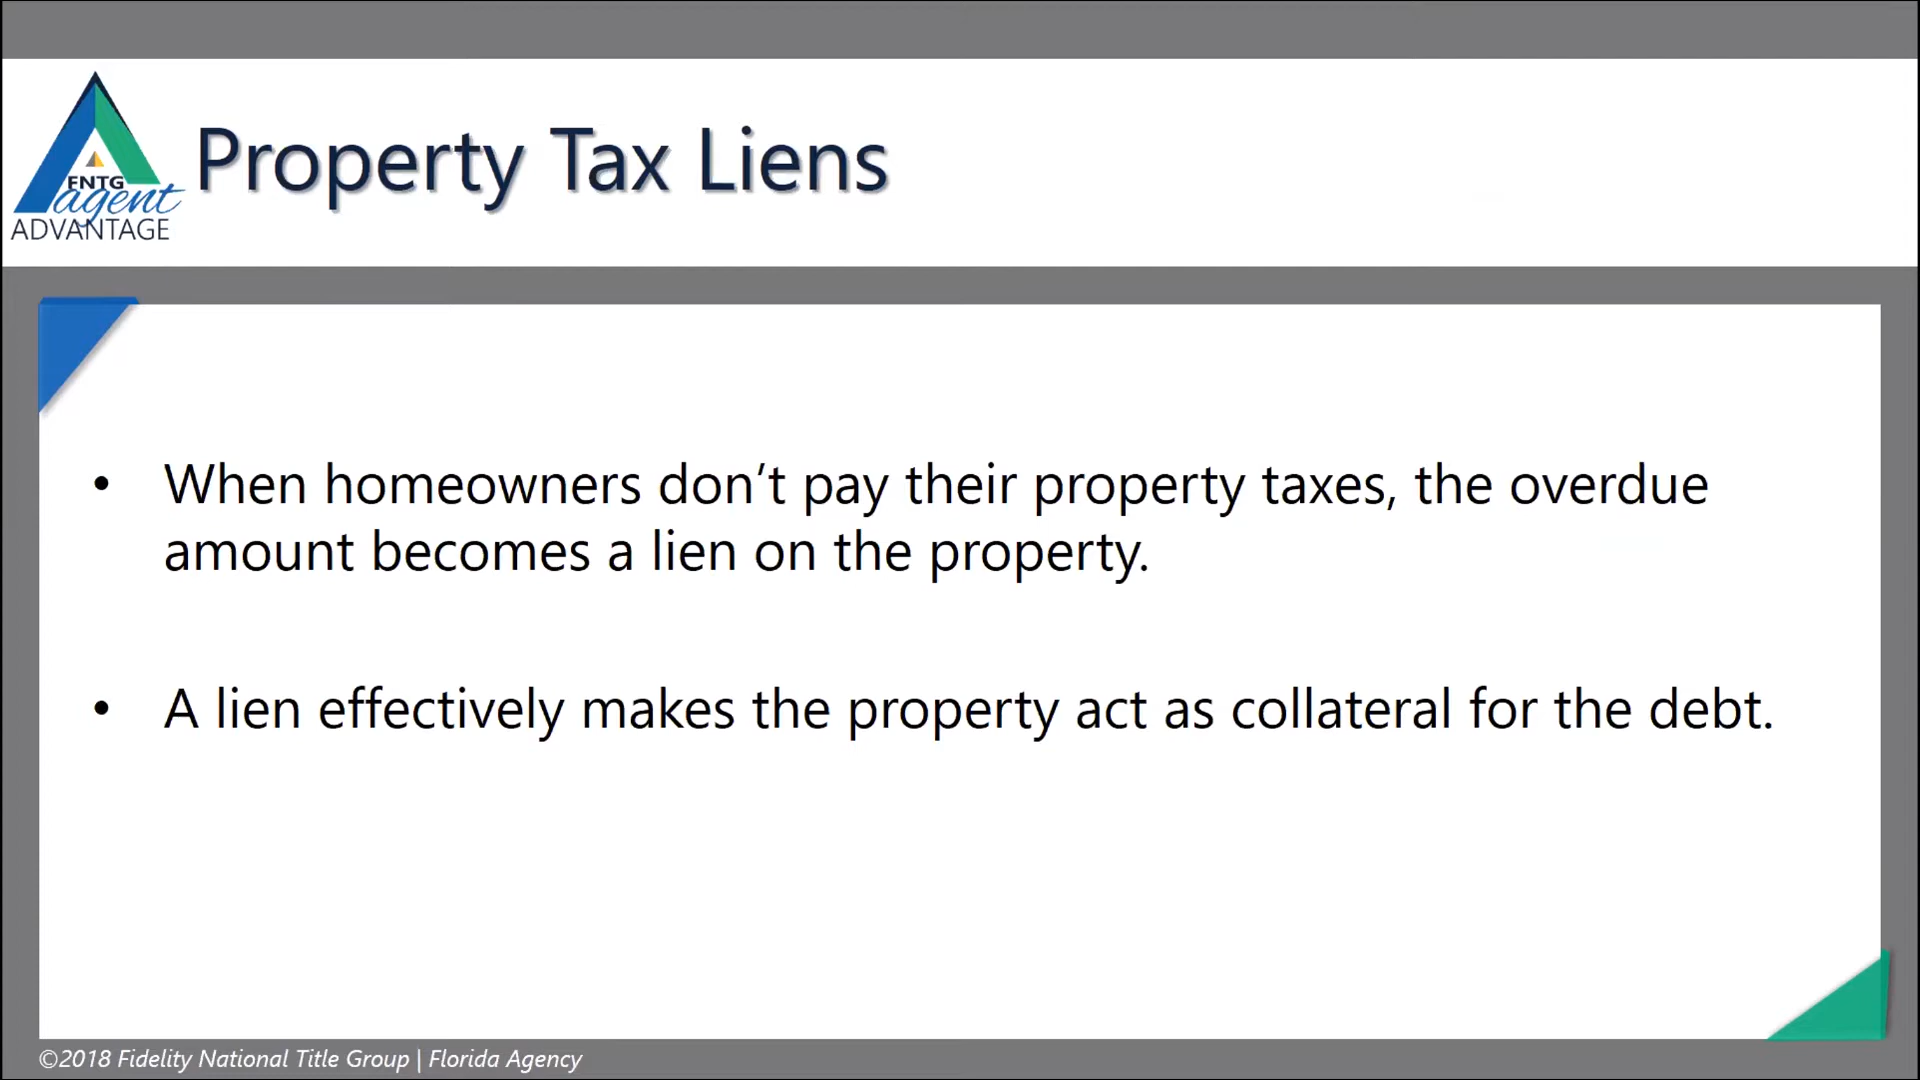 FNTG
agent
ADVANTAGE
Property Tax Liens
• When homeowners don’t pay their property taxes, the overdue
amount becomes a lien on the property.
• A lien effectively makes the property act as collateral for the debt.
©2018 Fidelity National Title Group | Florida Agency